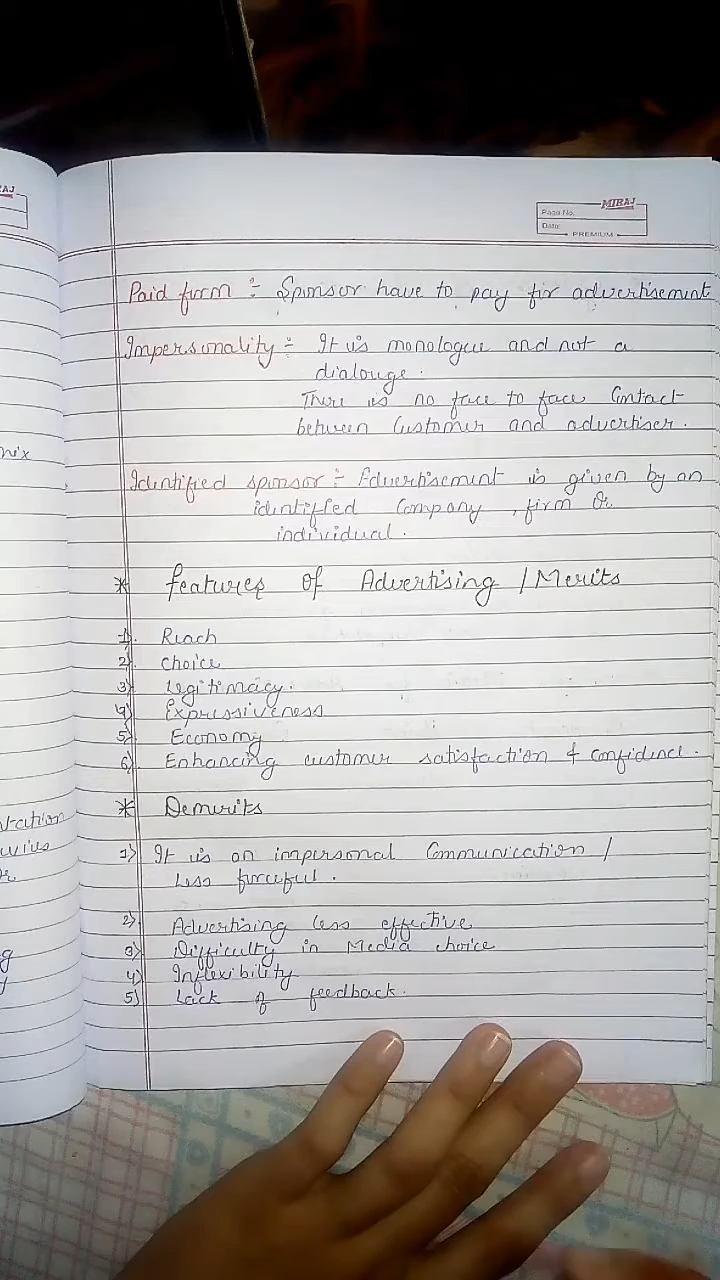 AJ
MIRAJ
Page No.
Date:
PREMIUM
Paid form :- Sponsor have to pay for advertisement
Impersonality :- It is monologue and not a
dialouge.
There is no face to face Contact
between Customer and advertiser.
mix
Identified sponsor :- Advertisement is given by an
identified Company, firm or
individual.
* features of Advertising / Merits
1). Reach
2). choice
3) Legitimacy.
4) Expressiveness
5) Economy
6) Enhancing customer satisfaction & confidence.
* Demerits
1) It is an impersonal Communication /
Less forceful.
2) Advertising less effective
3) Difficulty in Media choice
4) Inflexibility
5) Lack of feedback.